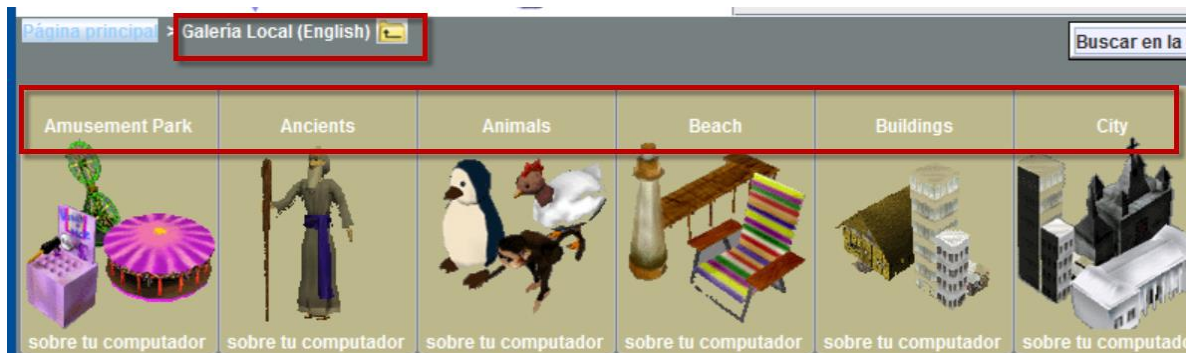 Página principal > Galería Local (English)
Buscar en la
Amusement Park Ancients Animals Beach Buildings City
sobre tu computador sobre tu computador sobre tu computador sobre tu computador sobre tu computador sobre tu computado